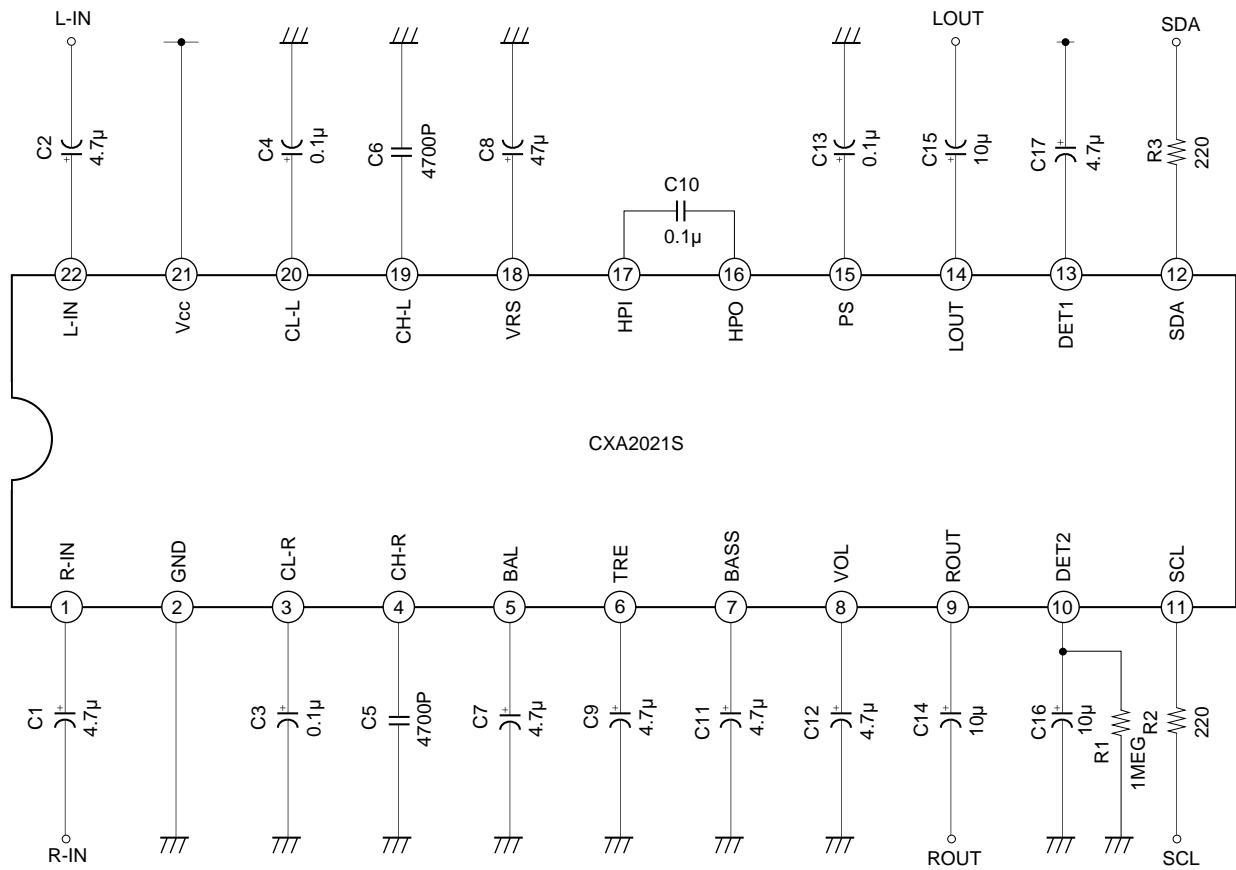 L-IN
LOUT
SDA
C2
4.7µ
+
C4
0.1µ
+
C6
4700P
C8
47µ
+
C10
0.1µ
C13
0.1µ
+
C15
10µ
+
C17
4.7µ
+
R3
220
22
21
20
19
18
17
16
15
14
13
12
L-IN
Vcc
CL-L
CH-L
VRS
HPI
HPO
PS
LOUT
DET1
SDA
CXA2021S
R-IN
GND
CL-R
CH-R
BAL
TRE
BASS
VOL
ROUT
DET2
SCL
1
2
3
4
5
6
7
8
9
10
11
C1
4.7µ
+
C3
0.1µ
+
C5
4700P
C7
4.7µ
+
C9
4.7µ
+
C11
4.7µ
+
C12
4.7µ
+
C14
10µ
+
C16
10µ
+
R1
1MEG
R2
220
R-IN
ROUT
SCL